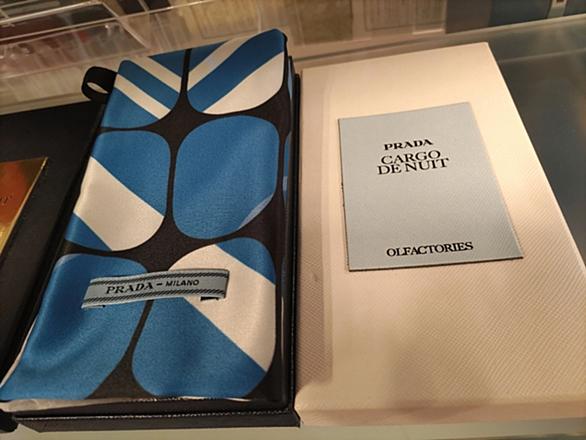 PRADA – MILANO
PRADA
CARGO
DE NUIT
OLFACTORIES